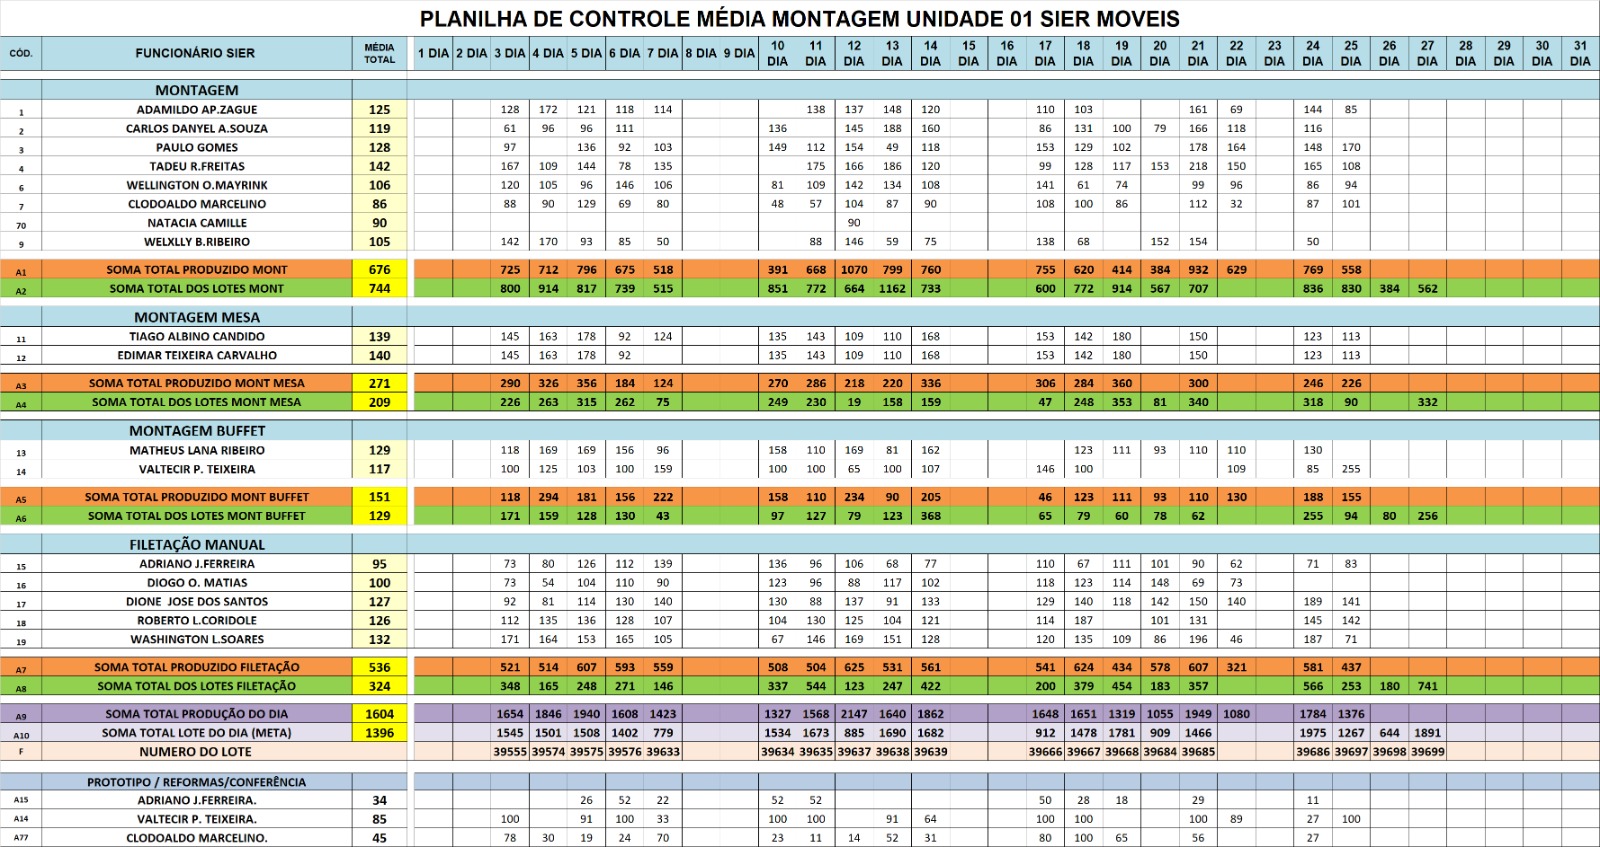 PLANILHA DE CONTROLE MÉDIA MONTAGEM UNIDADE 01 SIER MOVEIS
CÓD. FUNCIONÁRIO SIER MÉDIA TOTAL 1 DIA 2 DIA 3 DIA 4 DIA 5 DIA 6 DIA 7 DIA 8 DIA 9 DIA 10 DIA 11 DIA 12 DIA 13 DIA 14 DIA 15 DIA 16 DIA 17 DIA 18 DIA 19 DIA 20 DIA 21 DIA 22 DIA 23 DIA 24 DIA 25 DIA 26 DIA 27 DIA 28 DIA 29 DIA 30 DIA 31 DIA
MONTAGEM
1 ADAMILDO AP.ZAGUE 125 128 172 121 118 114 138 137 148 120 110 103 161 69 144 85
2 CARLOS DANYEL A.SOUZA 119 61 96 96 111 136 145 188 160 86 131 100 79 166 118 116
3 PAULO GOMES 128 97 136 92 103 149 112 154 49 118 153 129 102 178 164 148 170
4 TADEU R.FREITAS 142 167 109 144 78 135 175 166 186 120 99 128 117 153 218 150 165 108
6 WELLINGTON O.MAYRINK 106 120 105 96 146 106 81 109 142 134 108 141 61 74 99 96 86 94
7 CLODOALDO MARCELINO 86 88 90 129 69 80 48 57 104 87 90 108 100 86 112 32 87 101
70 NATACIA CAMILLE 90 90
9 WELXLLY B.RIBEIRO 105 142 170 93 85 50 88 146 59 75 138 68 152 154 50
A1 SOMA TOTAL PRODUZIDO MONT 676 725 712 796 675 518 391 668 1070 799 760 755 620 414 384 932 629 769 558
A2 SOMA TOTAL DOS LOTES MONT 744 800 914 817 739 515 851 772 664 1162 733 600 772 914 567 707 836 830 384 562
MONTAGEM MESA
11 TIAGO ALBINO CANDIDO 139 145 163 178 92 124 135 143 109 110 168 153 142 180 150 123 113
12 EDIMAR TEIXEIRA CARVALHO 140 145 163 178 92 135 143 109 110 168 153 142 180 150 123 113
A3 SOMA TOTAL PRODUZIDO MONT MESA 271 290 326 356 184 124 270 286 218 220 336 306 284 360 300 246 226
A4 SOMA TOTAL DOS LOTES MONT MESA 209 226 263 315 262 75 249 230 19 158 159 47 248 353 81 340 318 90 332
MONTAGEM BUFFET
13 MATHEUS LANA RIBEIRO 129 118 169 169 156 96 158 110 169 81 162 123 111 93 110 110 130
14 VALTECIR P. TEIXEIRA 117 100 125 103 100 159 100 100 65 100 107 146 100 109 85 255
A5 SOMA TOTAL PRODUZIDO MONT BUFFET 151 118 294 181 156 222 158 110 234 90 205 46 123 111 93 110 130 188 155
A6 SOMA TOTAL DOS LOTES MONT BUFFET 129 171 159 128 130 43 97 127 79 123 368 65 79 60 78 62 255 94 80 256
FILETAÇÃO MANUAL
15 ADRIANO J.FERREIRA 95 73 80 126 112 139 136 96 106 68 77 110 67 111 101 90 62 71 83
16 DIOGO O. MATIAS 100 73 54 104 110 90 123 96 88 117 102 118 123 114 148 69 73
17 DIONE JOSE DOS SANTOS 127 92 81 114 130 140 130 88 137 91 133 129 140 118 142 150 140 189 141
18 ROBERTO L.CORIDOLE 126 112 135 136 128 107 104 130 125 104 121 114 187 101 131 145 142
19 WASHINGTON L.SOARES 132 171 164 153 165 105 67 146 169 151 128 120 135 109 86 196 46 187 71
A7 SOMA TOTAL PRODUZIDO FILETAÇÃO 536 521 514 607 593 559 508 504 625 531 561 541 624 434 578 607 321 581 437
A8 SOMA TOTAL DOS LOTES FILETAÇÃO 324 348 165 248 271 146 337 544 123 247 422 200 379 454 183 357 566 253 180 741
A9 SOMA TOTAL PRODUÇÃO DO DIA 1604 1654 1846 1940 1608 1423 1327 1568 2147 1640 1862 1648 1651 1319 1055 1949 1080 1784 1376
A10 SOMA TOTAL LOTE DO DIA (META) 1396 1545 1501 1508 1402 779 1534 1673 885 1690 1682 912 1478 1781 909 1466 1975 1267 644 1891
F NUMERO DO LOTE 39555 39574 39575 39576 39633 39634 39635 39637 39638 39639 39666 39667 39668 39684 39685 39686 39697 39698 39699
PROTOTIPO / REFORMAS/CONFERÊNCIA
A15 ADRIANO J.FERREIRA. 34 26 52 22 52 52 50 28 18 29 11
A14 VALTECIR P. TEIXEIRA. 85 100 91 100 33 100 100 91 64 100 100 100 89 27 100
A77 CLODOALDO MARCELINO. 45 78 30 19 24 70 23 11 14 52 31 80 100 65 56 27